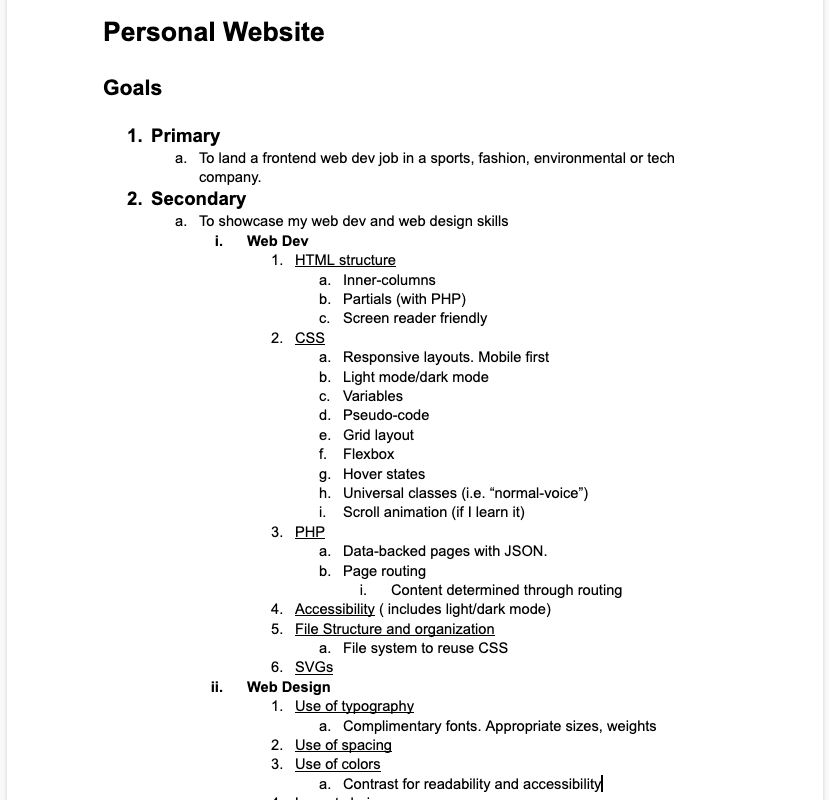 Personal Website
Goals
1. Primary
a. To land a frontend web dev job in a sports, fashion, environmental or tech
company.
2. Secondary
a. To showcase my web dev and web design skills
i. Web Dev
1. HTML structure
a. Inner-columns
b. Partials (with PHP)
c. Screen reader friendly
2. CSS
a. Responsive layouts. Mobile first
b. Light mode/dark mode
c. Variables
d. Pseudo-code
e. Grid layout
f. Flexbox
g. Hover states
h. Universal classes (i.e. “normal-voice”)
i. Scroll animation (if I learn it)
3. PHP
a. Data-backed pages with JSON.
b. Page routing
i. Content determined through routing
4. Accessibility ( includes light/dark mode)
5. File Structure and organization
a. File system to reuse CSS
6. SVGs
ii. Web Design
1. Use of typography
a. Complimentary fonts. Appropriate sizes, weights
2. Use of spacing
3. Use of colors
a. Contrast for readability and accessibility